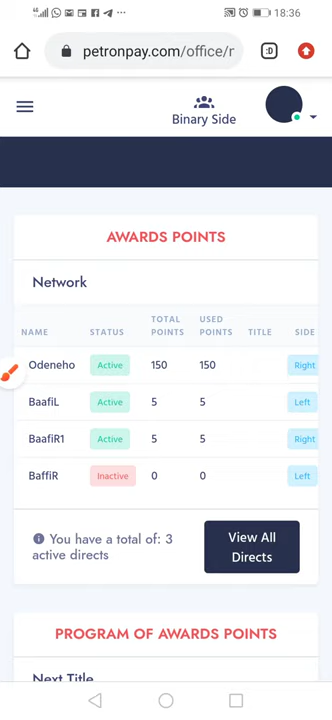 18:36
petronpay.com/office/r
:D
Binary Side
AWARDS POINTS
Network
NAME STATUS TOTAL POINTS USED POINTS TITLE SIDE
Odeneho Active 150 150 Right
BaafiL Active 5 5 Left
BaafiR1 Active 5 5 Right
BaffiR Inactive 0 0 Left
You have a total of: 3
active directs
View All
Directs
PROGRAM OF AWARDS POINTS
Next Title